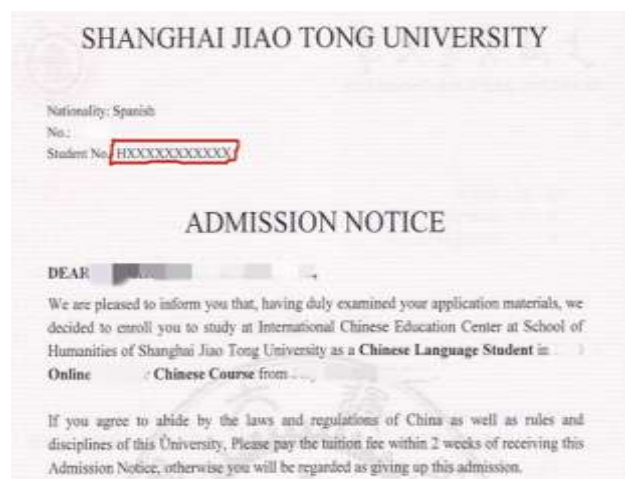 SHANGHAI JIAO TONG UNIVERSITY
Nationality: Spanish
No.:
Student No. HXXXXXXXXXXX
ADMISSION NOTICE
DEAR ,
We are pleased to inform you that, having duly examined your application materials, we
decided to enroll you to study at International Chinese Education Center at School of
Humanities of Shanghai Jiao Tong University as a Chinese Language Student in
Online Chinese Course from
If you agree to abide by the laws and regulations of China as well as rules and
disciplines of this University, Please pay the tuition fee within 2 weeks of receiving this
Admission Notice, otherwise you will be regarded as giving up this admission.